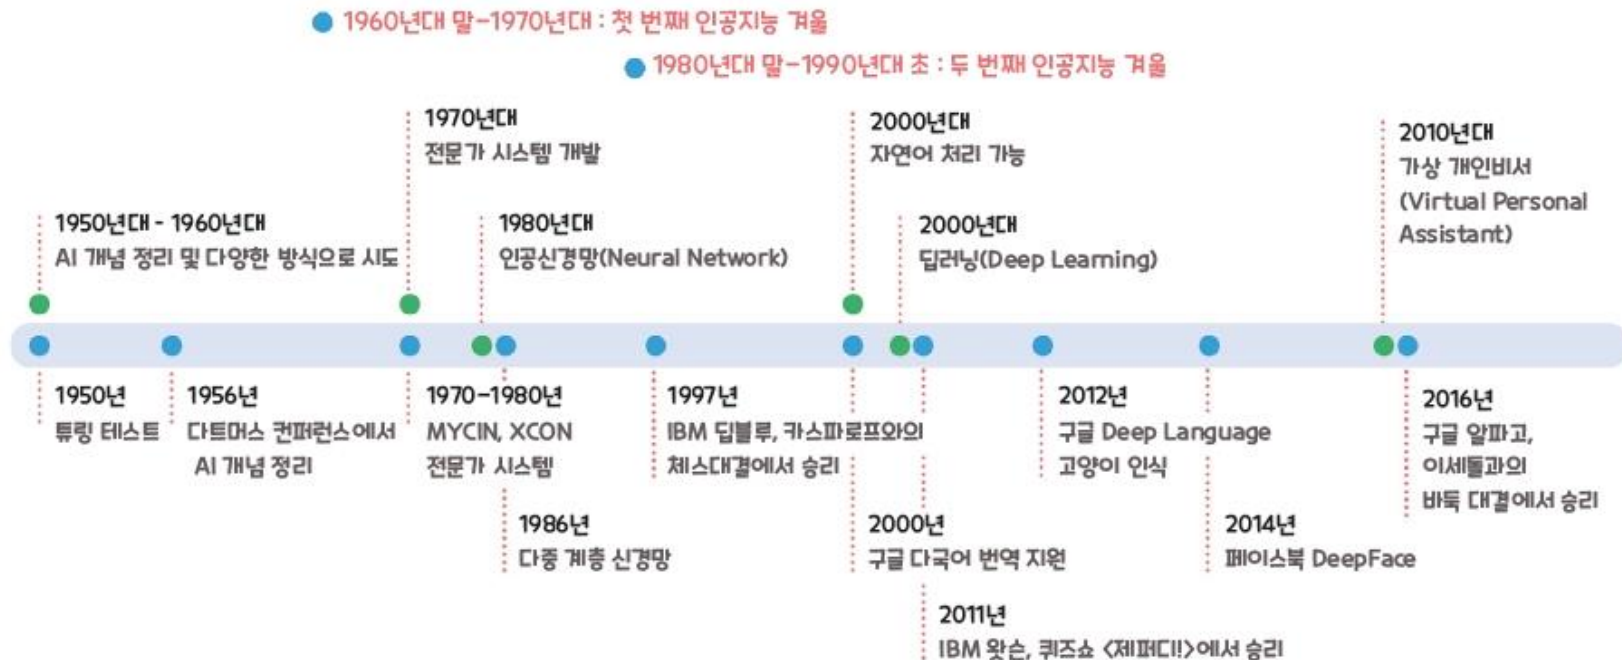 1960년대 말-1970년대 : 첫 번째 인공지능 겨울
1980년대 말-1990년대 초 : 두 번째 인공지능 겨울
1950년대 - 1960년대
AI 개념 정리 및 다양한 방식으로 시도
1970년대
전문가 시스템 개발
1980년대
인공신경망(Neural Network)
2000년대
자연어 처리 가능
2000년대
딥러닝(Deep Learning)
2010년대
가상 개인비서
(Virtual Personal
Assistant)
1950년
튜링 테스트
1956년
다트머스 컨퍼런스에서
AI 개념 정리
1970-1980년
MYCIN, XCON
전문가 시스템
1986년
다중 계층 신경망
1997년
IBM 딥블루, 카스파로프와의
체스대결에서 승리
2000년
구글 다국어 번역 지원
2011년
IBM 왓슨, 퀴즈쇼 <제퍼디!>에서 승리
2012년
구글 Deep Language
고양이 인식
2014년
페이스북 DeepFace
2016년
구글 알파고,
이세돌과의
바둑 대결에서 승리